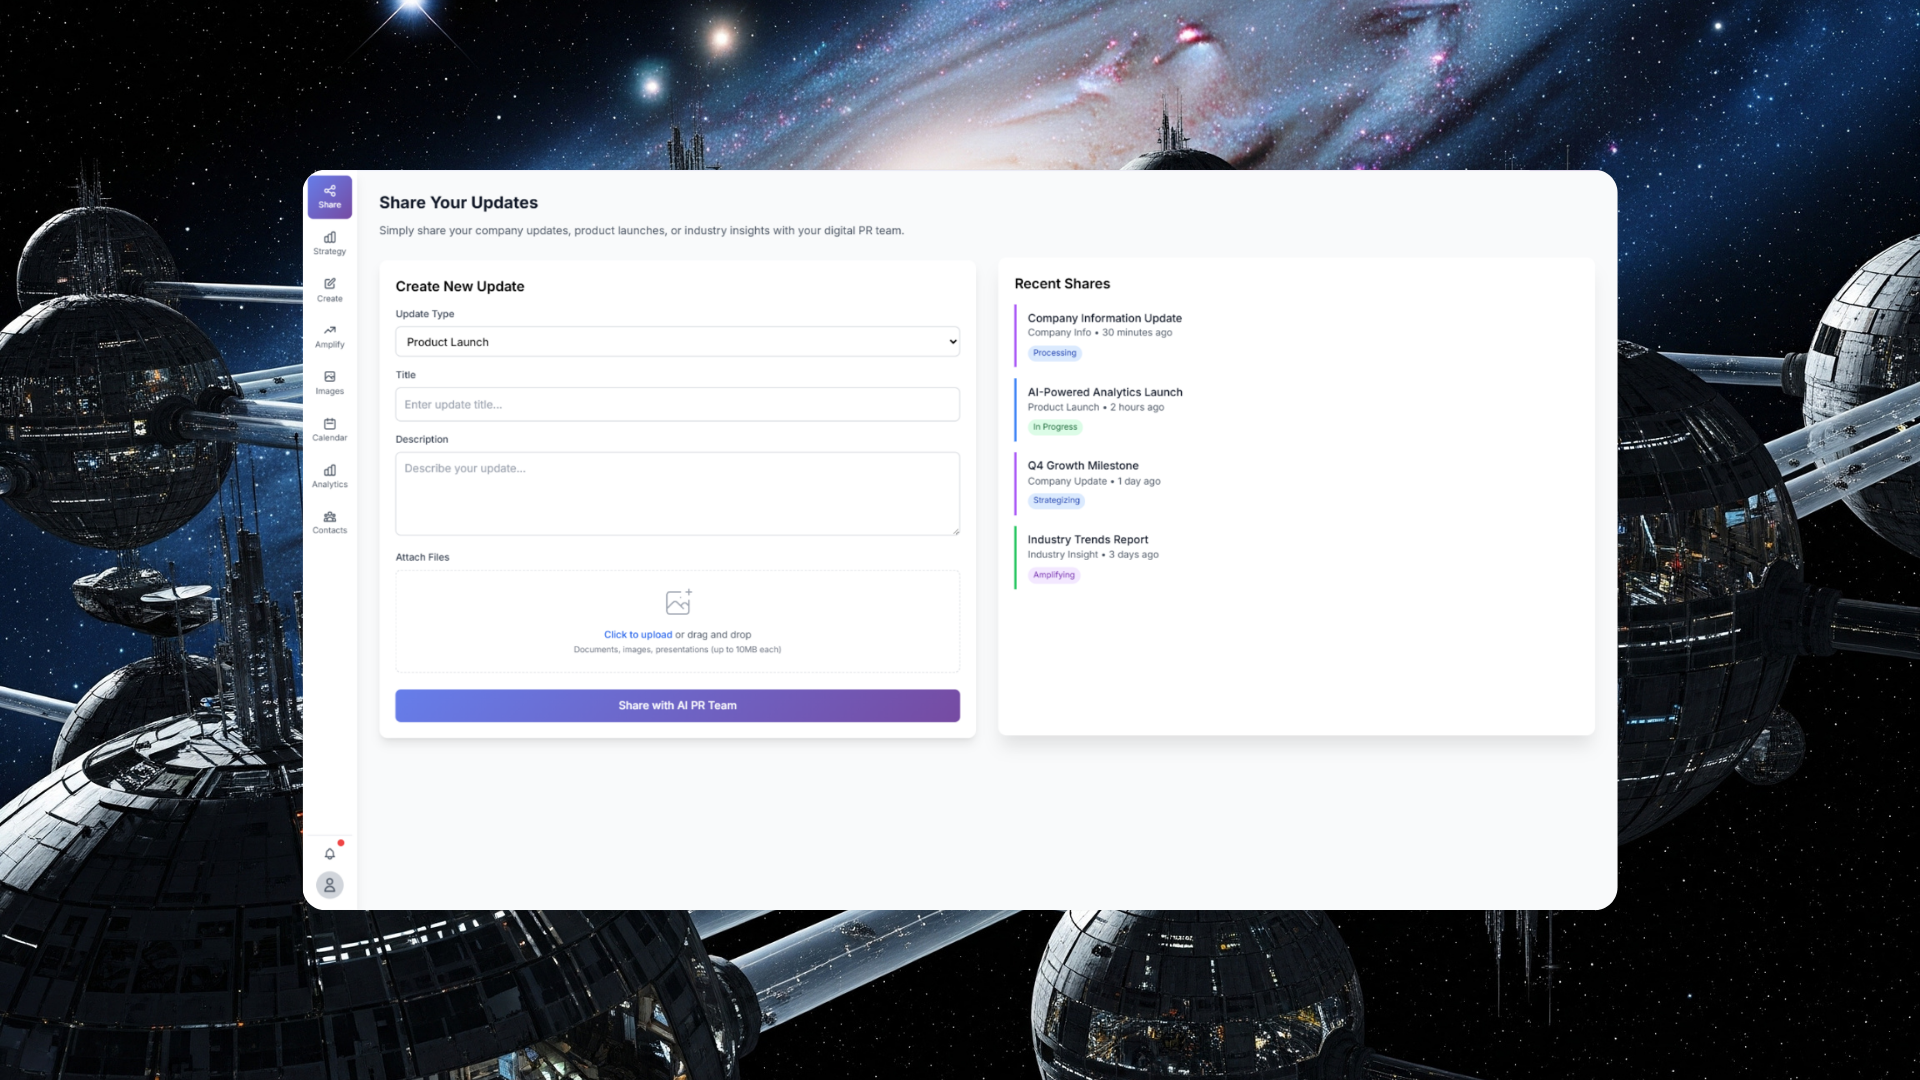 Share
Strategy
Create
Amplify
Images
Calendar
Analytics
Contacts
Share Your Updates
Simply share your company updates, product launches, or industry insights with your digital PR team.
Create New Update
Update Type
Product Launch
Title
Enter update title...
Description
Describe your update...
Attach Files
Click to upload or drag and drop
Documents, images, presentations (up to 10MB each)
Share with AI PR Team
Recent Shares
Company Information Update
Company Info • 30 minutes ago
Processing
AI-Powered Analytics Launch
Product Launch • 2 hours ago
In Progress
Q4 Growth Milestone
Company Update • 1 day ago
Strategizing
Industry Trends Report
Industry Insight • 3 days ago
Amplifying